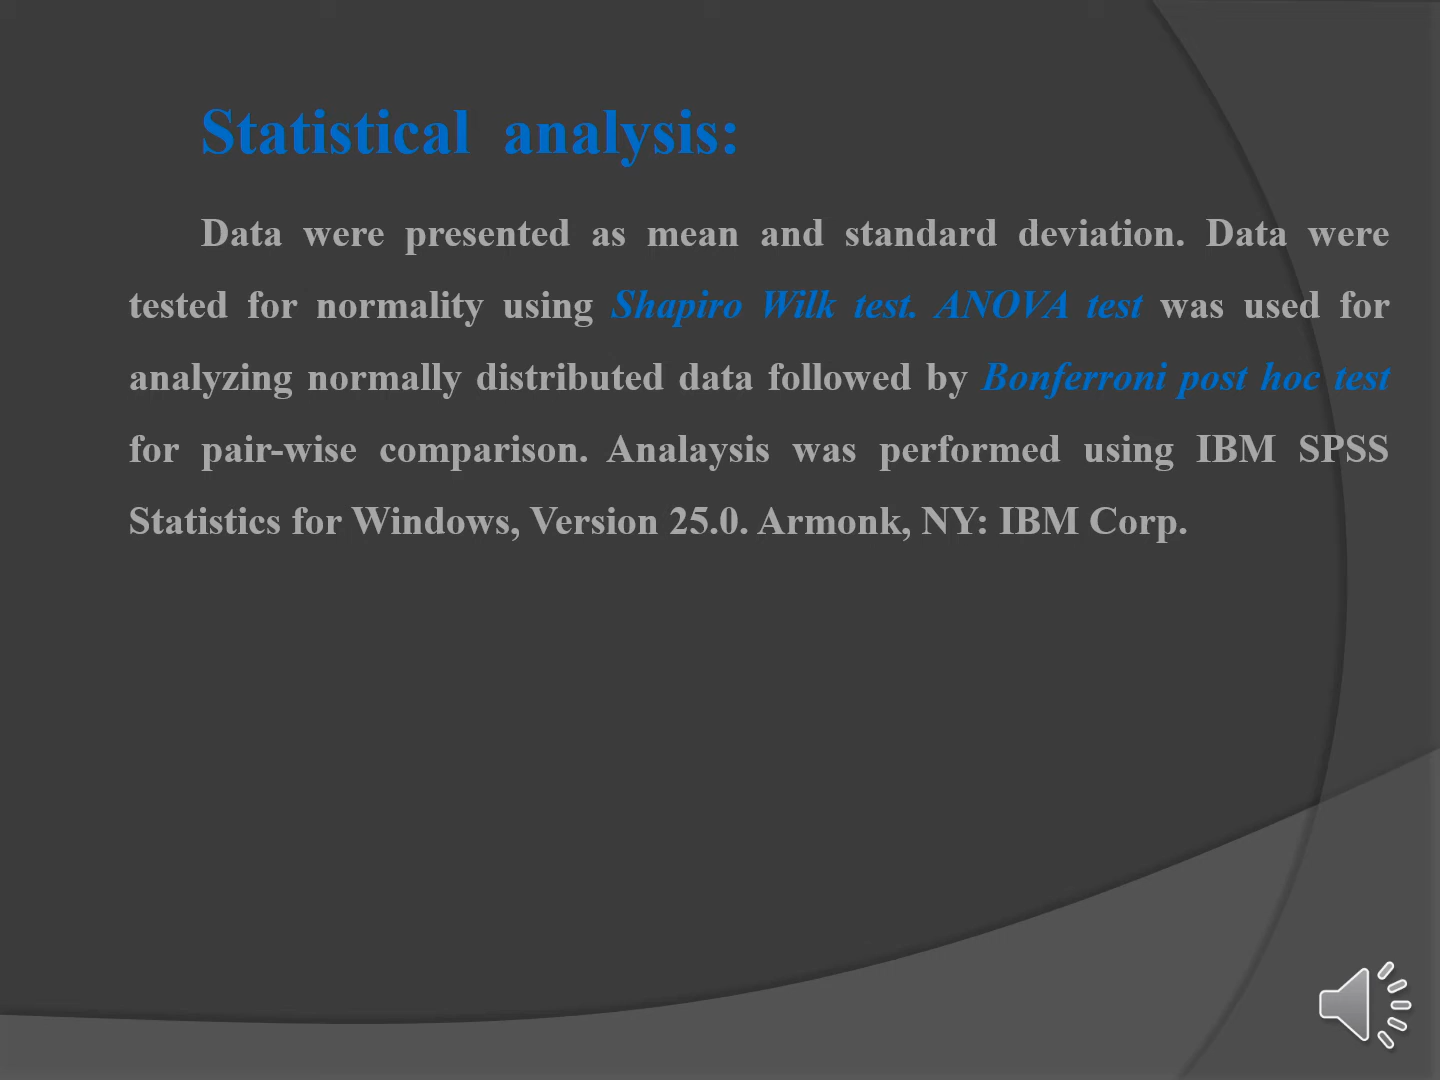 Statistical analysis:
Data were presented as mean and standard deviation. Data were
tested for normality using Shapiro Wilk test. ANOVA test was used for
analyzing normally distributed data followed by Bonferroni post hoc test
for pair-wise comparison. Analaysis was performed using IBM SPSS
Statistics for Windows, Version 25.0. Armonk, NY: IBM Corp.